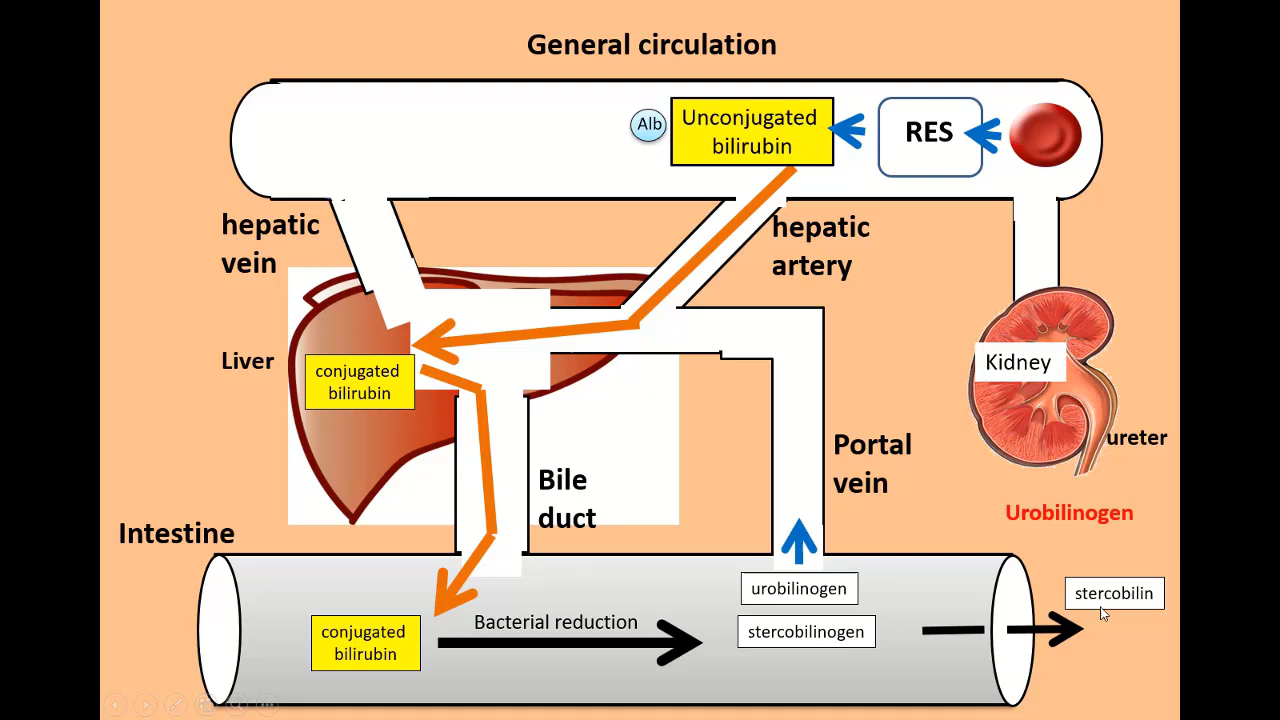 General circulation
Alb
Unconjugated
bilirubin
RES
hepatic
vein
hepatic
artery
Liver
conjugated
bilirubin
Kidney
ureter
Portal
vein
Bile
duct
Urobilinogen
Intestine
urobilinogen
stercobilin
conjugated
bilirubin
Bacterial reduction
stercobilinogen